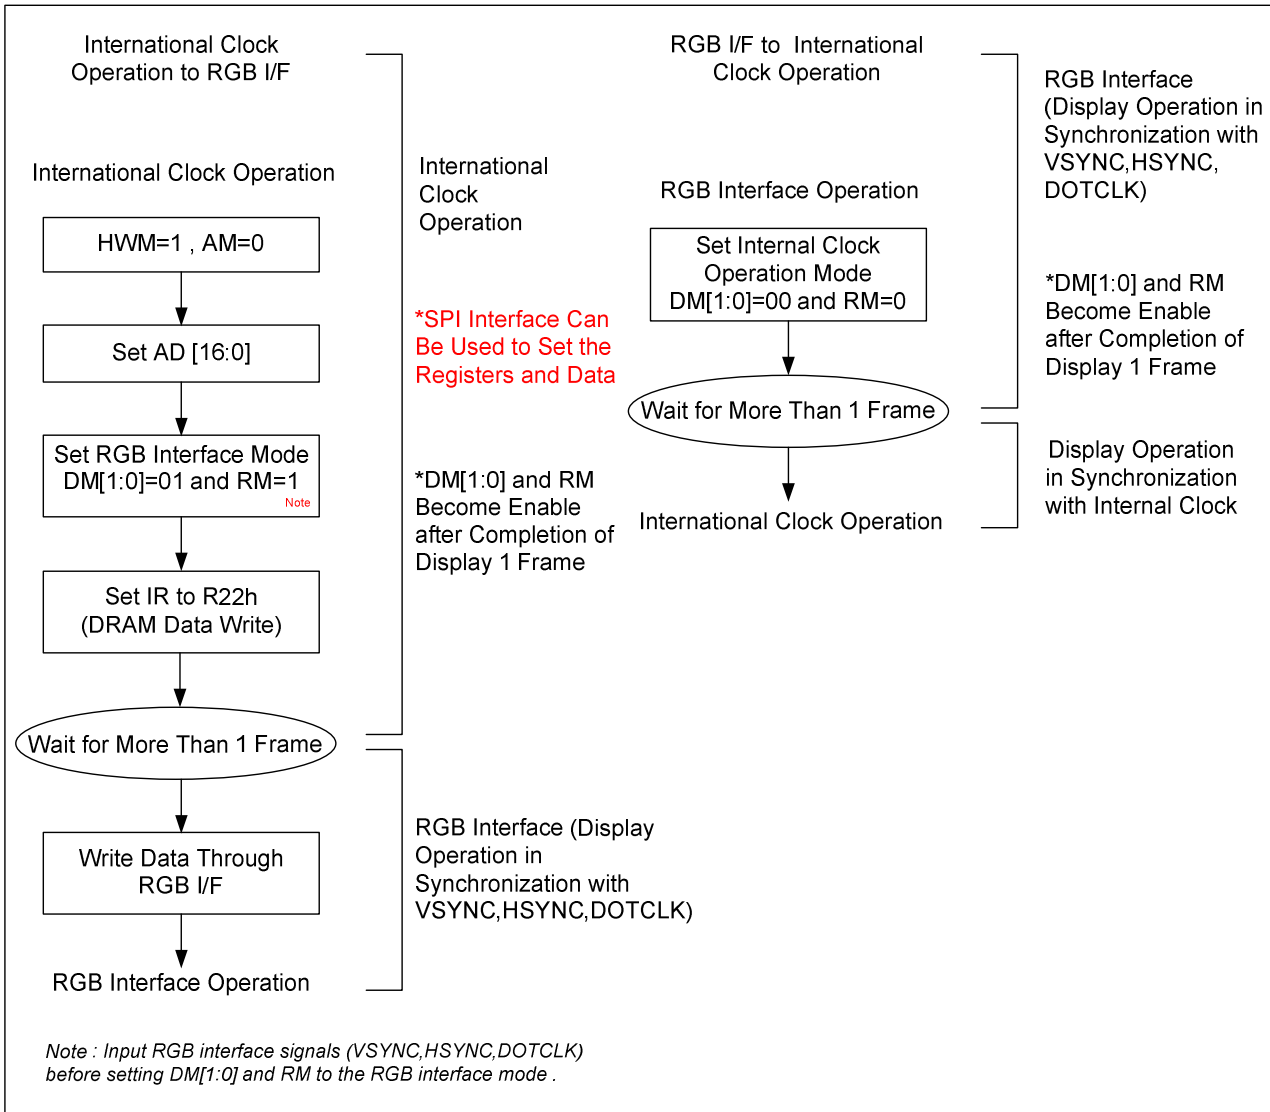 International Clock
Operation to RGB I/F
International Clock Operation
HWM=1 , AM=0
Set AD [16:0]
Set RGB Interface Mode
DM[1:0]=01 and RM=1
Note
Set IR to R22h
(DRAM Data Write)
Wait for More Than 1 Frame
Write Data Through
RGB I/F
RGB Interface Operation
International
Clock
Operation
*SPI Interface Can
Be Used to Set the
Registers and Data
*DM[1:0] and RM
Become Enable
after Completion of
Display 1 Frame
RGB Interface (Display
Operation in
Synchronization with
VSYNC,HSYNC,DOTCLK)
RGB I/F to International
Clock Operation
RGB Interface Operation
Set Internal Clock
Operation Mode
DM[1:0]=00 and RM=0
Wait for More Than 1 Frame
International Clock Operation
RGB Interface
(Display Operation in
Synchronization with
VSYNC,HSYNC,
DOTCLK)
*DM[1:0] and RM
Become Enable
after Completion of
Display 1 Frame
Display Operation
in Synchronization
with Internal Clock
Note : Input RGB interface signals (VSYNC,HSYNC,DOTCLK)
before setting DM[1:0] and RM to the RGB interface mode .